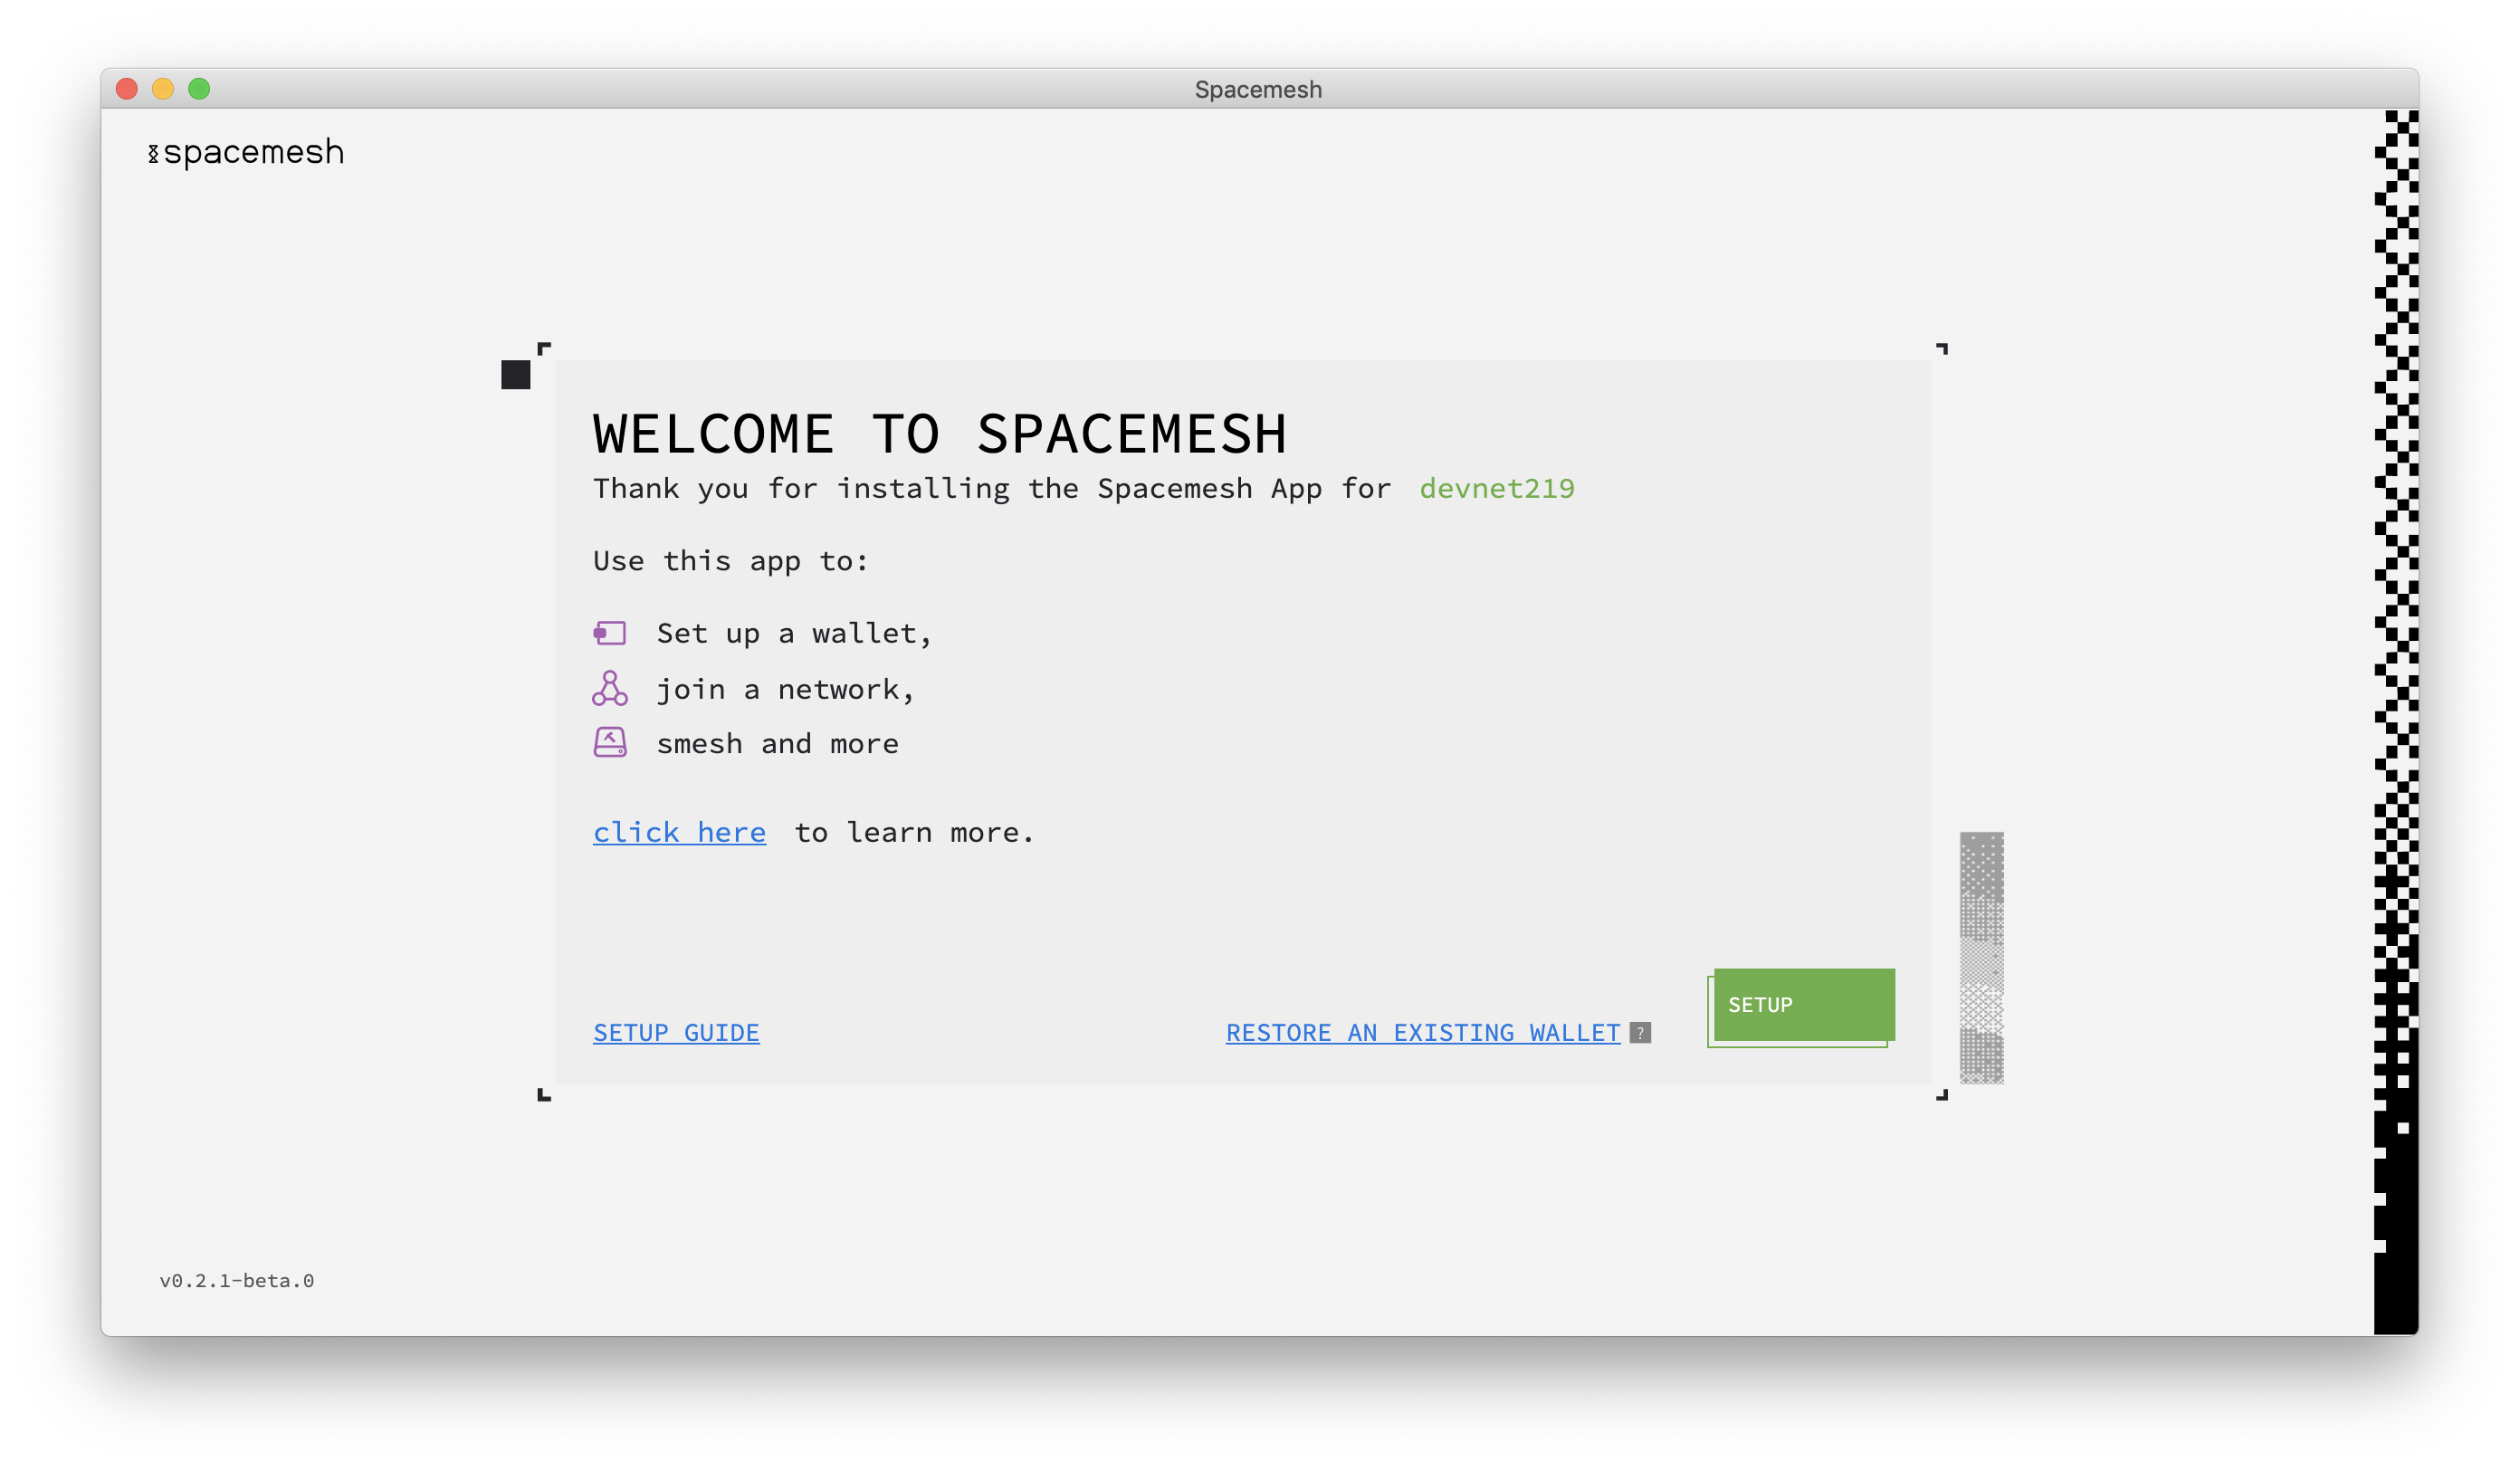 Spacemesh
spacemesh
WELCOME TO SPACEMESH
Thank you for installing the Spacemesh App for devnet219
Use this app to:
Set up a wallet,
join a network,
smesh and more
click here to learn more.
SETUP GUIDE
RESTORE AN EXISTING WALLET ?
SETUP
v0.2.1-beta.0